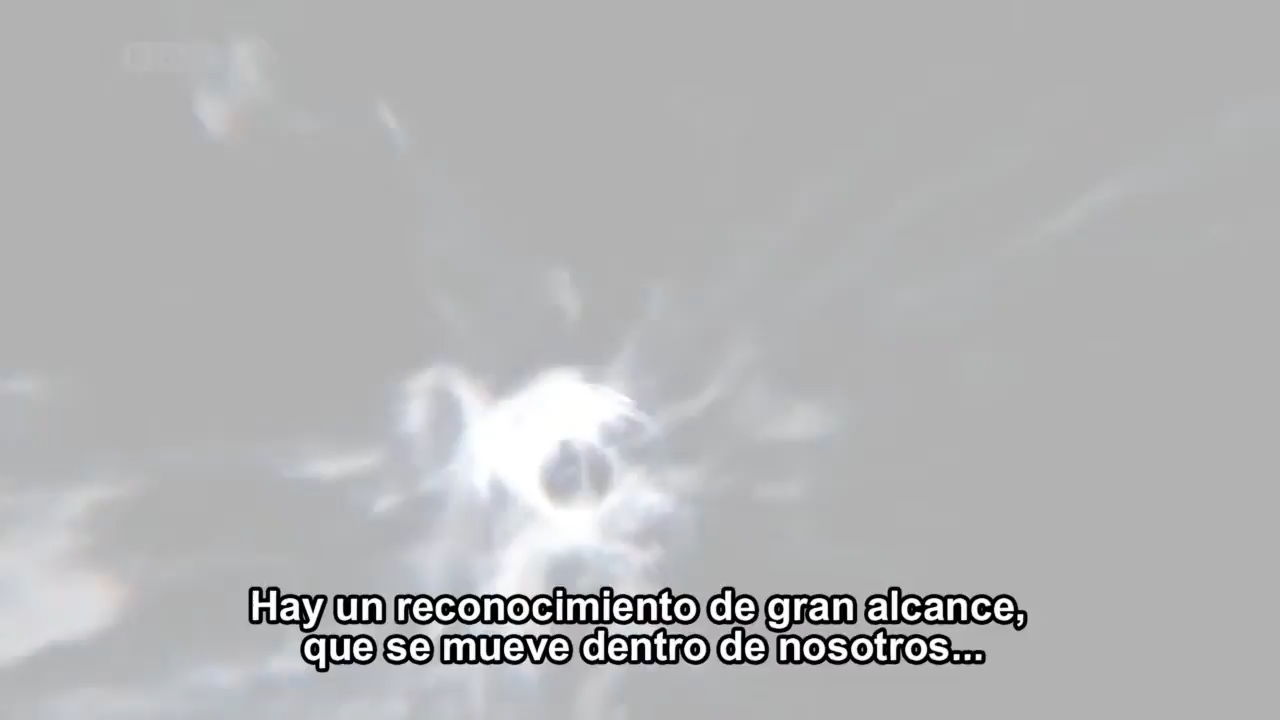 Hay un reconocimiento de gran alcance,
que se mueve dentro de nosotros...